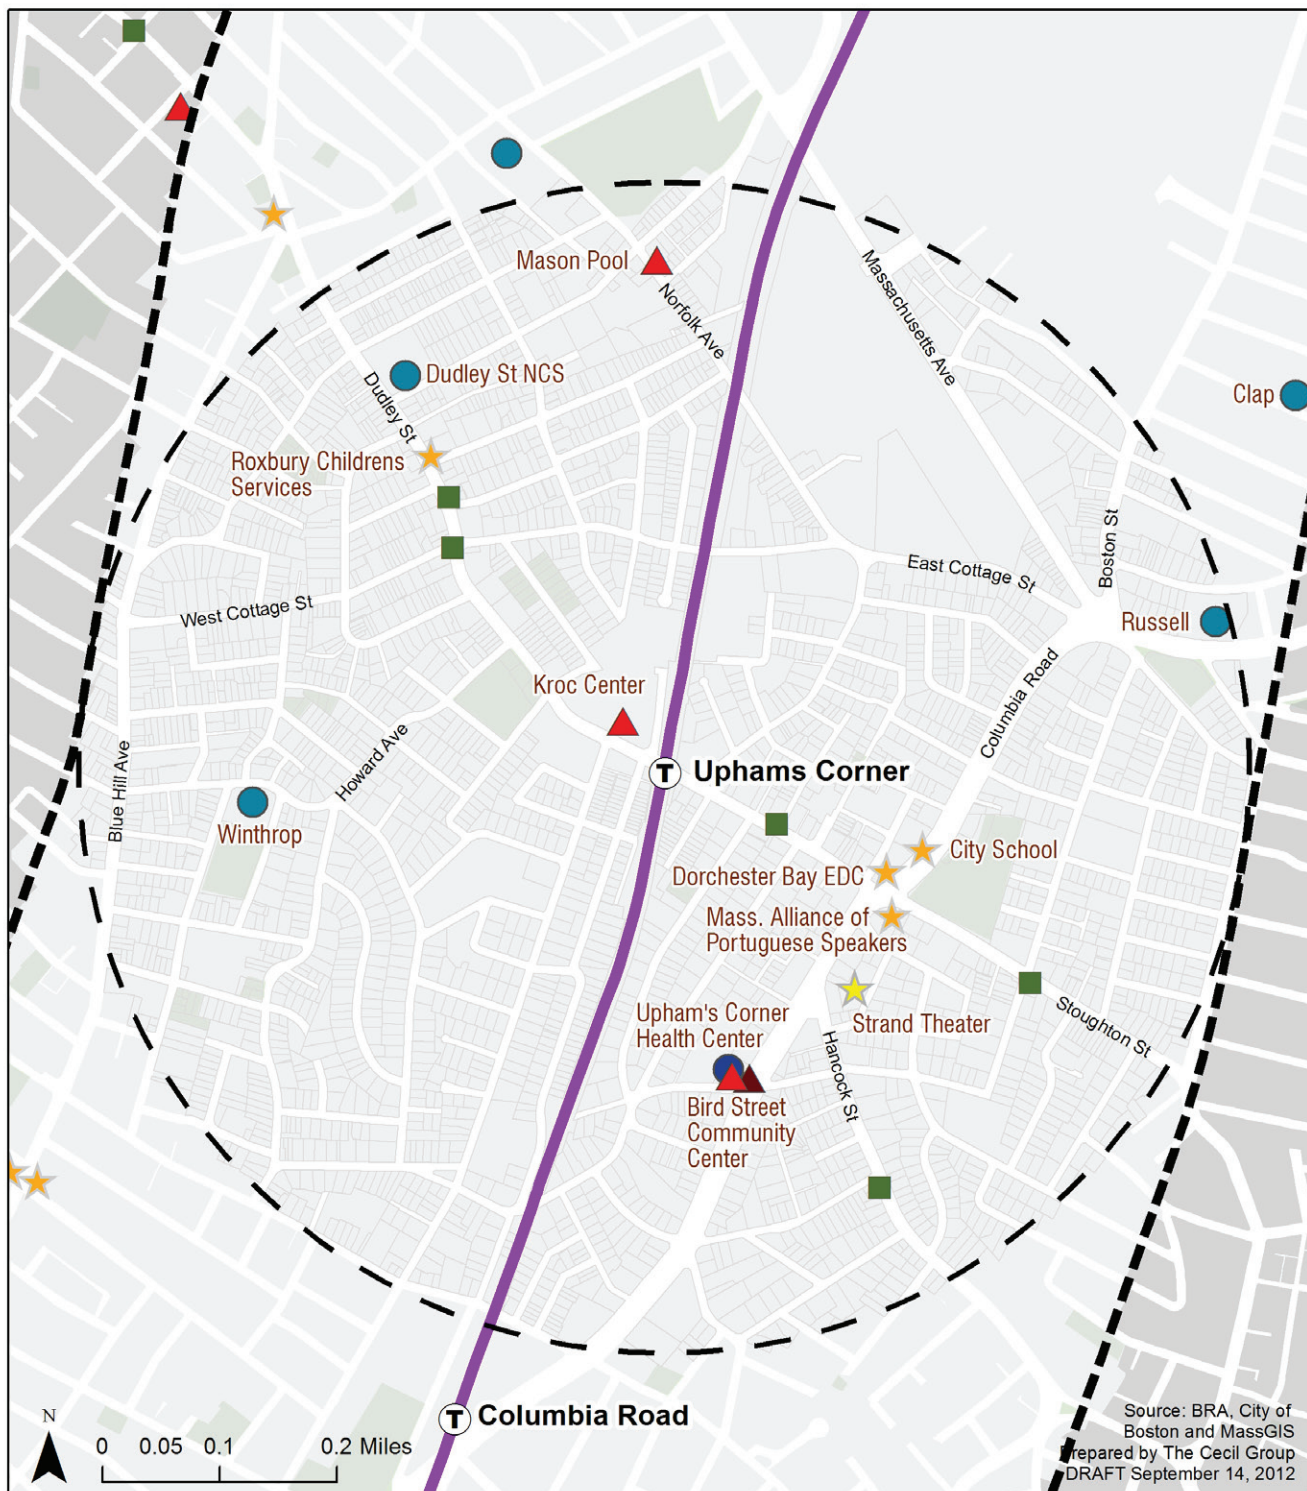 Mason Pool
Norfolk Ave
Massachusetts Ave
Dudley St NCS
Dudley St
Clap
Roxbury Childrens
Services
Boston St
East Cottage St
West Cottage St
Russell
Kroc Center
Columbia Road
Howard Ave
Blue Hill Ave
T
Uphams Corner
Winthrop
City School
Dorchester Bay EDC
Mass. Alliance of
Portuguese Speakers
Upham's Corner
Health Center
Strand Theater
Stoughton St
Hancock St
Bird Street
Community
Center
T
Columbia Road
N
0 0.05 0.1 0.2 Miles
Source: BRA, City of
Boston and MassGIS
Prepared by The Cecil Group
DRAFT September 14, 2012